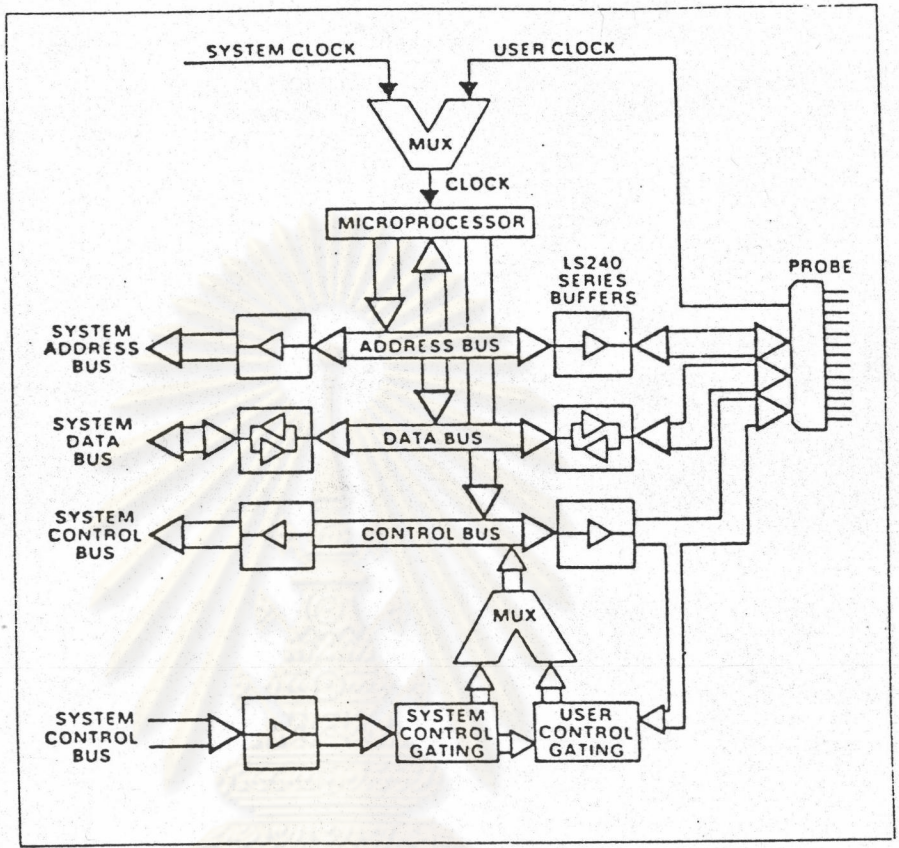 SYSTEM CLOCK
USER CLOCK
MUX
CLOCK
MICROPROCESSOR
LS240
SERIES
BUFFERS
PROBE
SYSTEM
ADDRESS
BUS
ADDRESS BUS
SYSTEM
DATA
BUS
DATA BUS
SYSTEM
CONTROL
BUS
CONTROL BUS
MUX
SYSTEM
CONTROL
BUS
SYSTEM
CONTROL
GATING
USER
CONTROL
GATING